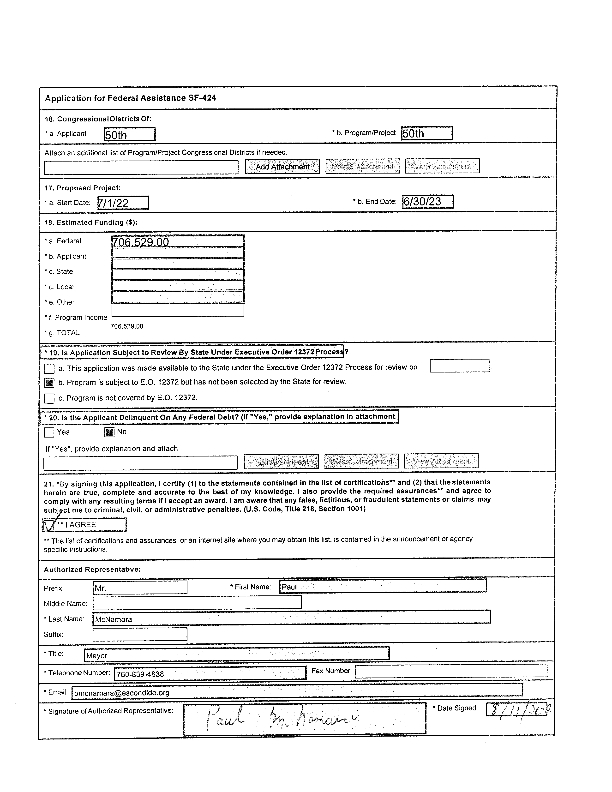 Application for Federal Assistance SF-424
16. Congressional Districts Of:
* a. Applicant 50th * b. Program/Project 50th
Attach an additional list of Program/Project Congressional Districts if needed.
Add Attachment
17. Proposed Project:
* a. Start Date: 7/1/22 * b. End Date: 6/30/23
18. Estimated Funding ($):
* a. Federal 706,529.00
* b. Applicant
* c. State
* d. Local
* e. Other
* f. Program Income
* g. TOTAL 706,529.00
* 19. Is Application Subject to Review By State Under Executive Order 12372 Process?
a. This application was made available to the State under the Executive Order 12372 Process for review on
b. Program is subject to E.O. 12372 but has not been selected by the State for review.
c. Program is not covered by E.O. 12372.
* 20. Is the Applicant Delinquent On Any Federal Debt? (If "Yes," provide explanation in attachment.
Yes No
If "Yes", provide explanation and attach
21. *By signing this application, I certify (1) to the statements contained in the list of certifications** and (2) that the statements
herein are true, complete and accurate to the best of my knowledge. I also provide the required assurances** and agree to
comply with any resulting terms if I accept an award. I am aware that any false, fictitious, or fraudulent statements or claims may
subject me to criminal, civil, or administrative penalties. (U.S. Code, Title 218, Section 1001)
** I AGREE
** The list of certifications and assurances, or an internet site where you may obtain this list, is contained in the announcement or agency
specific instructions.
Authorized Representative:
Prefix: Mr. * First Name: Paul
Middle Name:
* Last Name: McNamara
Suffix:
* Title: Mayor
* Telephone Number: 760-839-4638 Fax Number:
* Email: pmcnamara@escondido.org
* Signature of Authorized Representative: Paul McNamara * Date Signed: